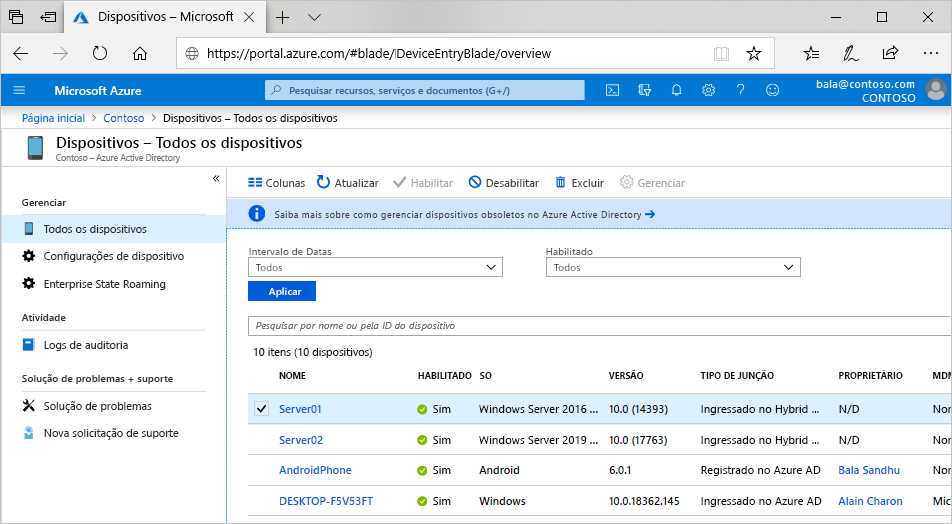 Dispositivos – Microsoft
https://portal.azure.com/#blade/DeviceEntryBlade/overview
Microsoft Azure
Pesquisar recursos, serviços e documentos (G+/)
bala@contoso.com
CONTOSO
Página inicial > Contoso > Dispositivos – Todos os dispositivos
Dispositivos – Todos os dispositivos
Contoso – Azure Active Directory
«
Colunas Atualizar Habilitar Desabilitar Excluir Gerenciar
Gerenciar
Todos os dispositivos
Configurações de dispositivo
Enterprise State Roaming
Atividade
Logs de auditoria
Solução de problemas + suporte
Solução de problemas
Nova solicitação de suporte
Saiba mais sobre como gerenciar dispositivos obsoletos no Azure Active Directory →
Intervalo de Datas Habilitado
Todos Todos
Aplicar
Pesquisar por nome ou pela ID do dispositivo
10 itens (10 dispositivos)
NOME HABILITADO SO VERSÃO TIPO DE JUNÇÃO PROPRIETÁRIO MDM
Server01 Sim Windows Server 2016 ... 10.0 (14393) Ingressado no Hybrid ... N/D Nor
Server02 Sim Windows Server 2019 ... 10.0 (17763) Ingressado no Hybrid ... N/D Nor
AndroidPhone Sim Android 6.0.1 Registrado no Azure AD Bala Sandhu Nor
DESKTOP-F5V53FT Sim Windows 10.0.18362.145 Ingressado no Azure AD Alain Charon Mic